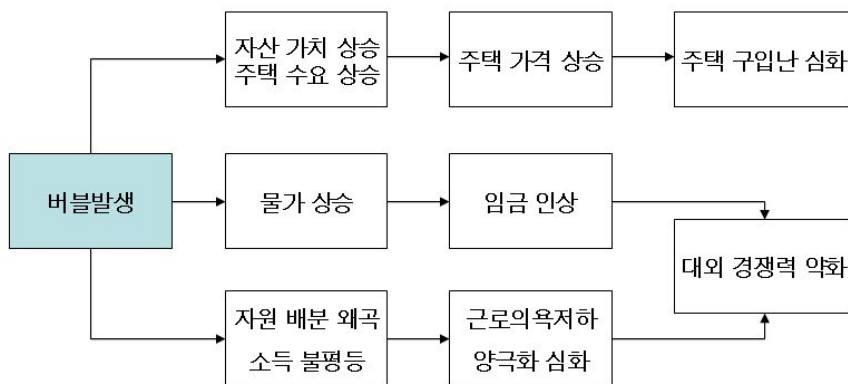 자산 가치 상승
주택 수요 상승
주택 가격 상승
주택 구입난 심화
버블발생
물가 상승
임금 인상
대외 경쟁력 약화
자원 배분 왜곡
소득 불평등
근로의욕저하
양극화 심화